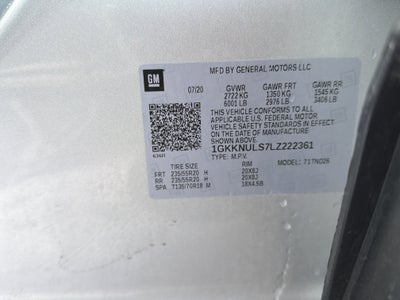 GM
MFD BY GENERAL MOTORS LLC
07/20 GVWR GAWR FRT GAWR RR
2722 KG 1350 KG 1545 KG
6001 LB 2976 LB 3406 LB
THIS VEHICLE CONFORMS TO ALL
APPLICABLE U.S. FEDERAL MOTOR
VEHICLE SAFETY STANDARDS IN EFFECT
ON THE DATE OF MANUFACTURE SHOWN ABOVE.
1GKKNULS7LZ222361
TYPE: M.P.V. MODEL: 71TND26
TIRE SIZE RIM
FRT 235/55R20 H 20X8J
RR 235/55R20 H 20X8J
SPA T135/70R18 M 18X4.5B